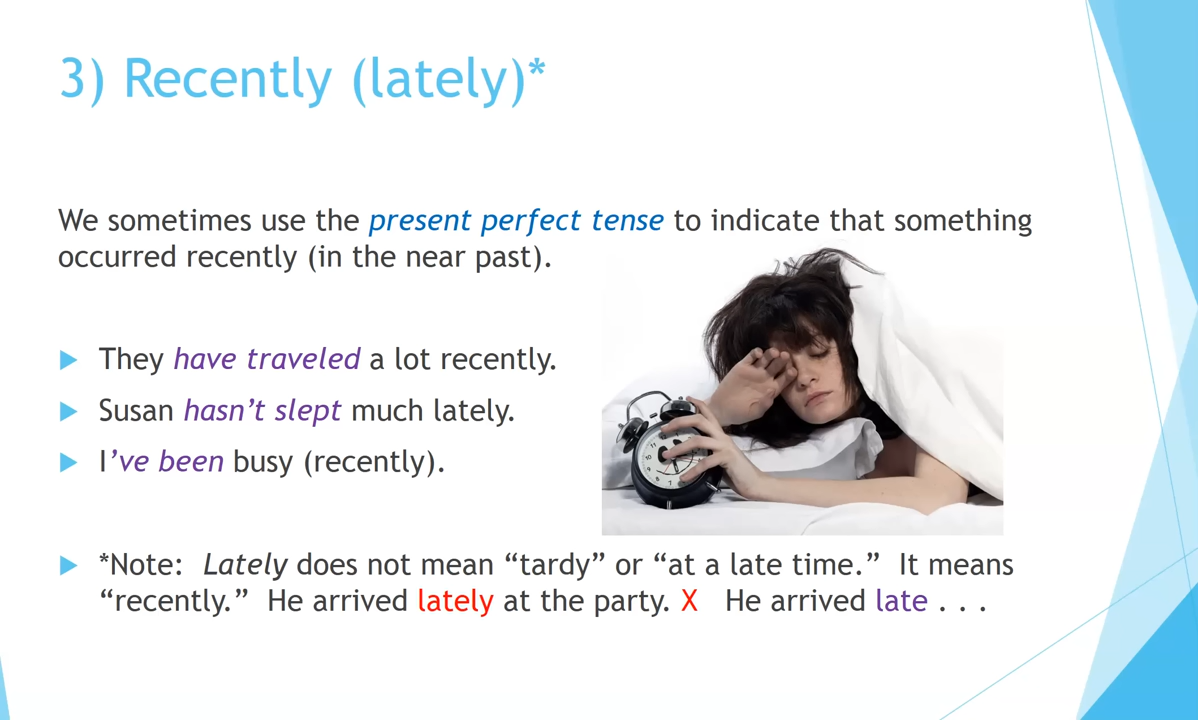 3) Recently (lately)*
We sometimes use the present perfect tense to indicate that something
occurred recently (in the near past).
They have traveled a lot recently.
Susan hasn’t slept much lately.
I’ve been busy (recently).
*Note: Lately does not mean “tardy” or “at a late time.” It means
“recently.” He arrived lately at the party. X He arrived late . . .